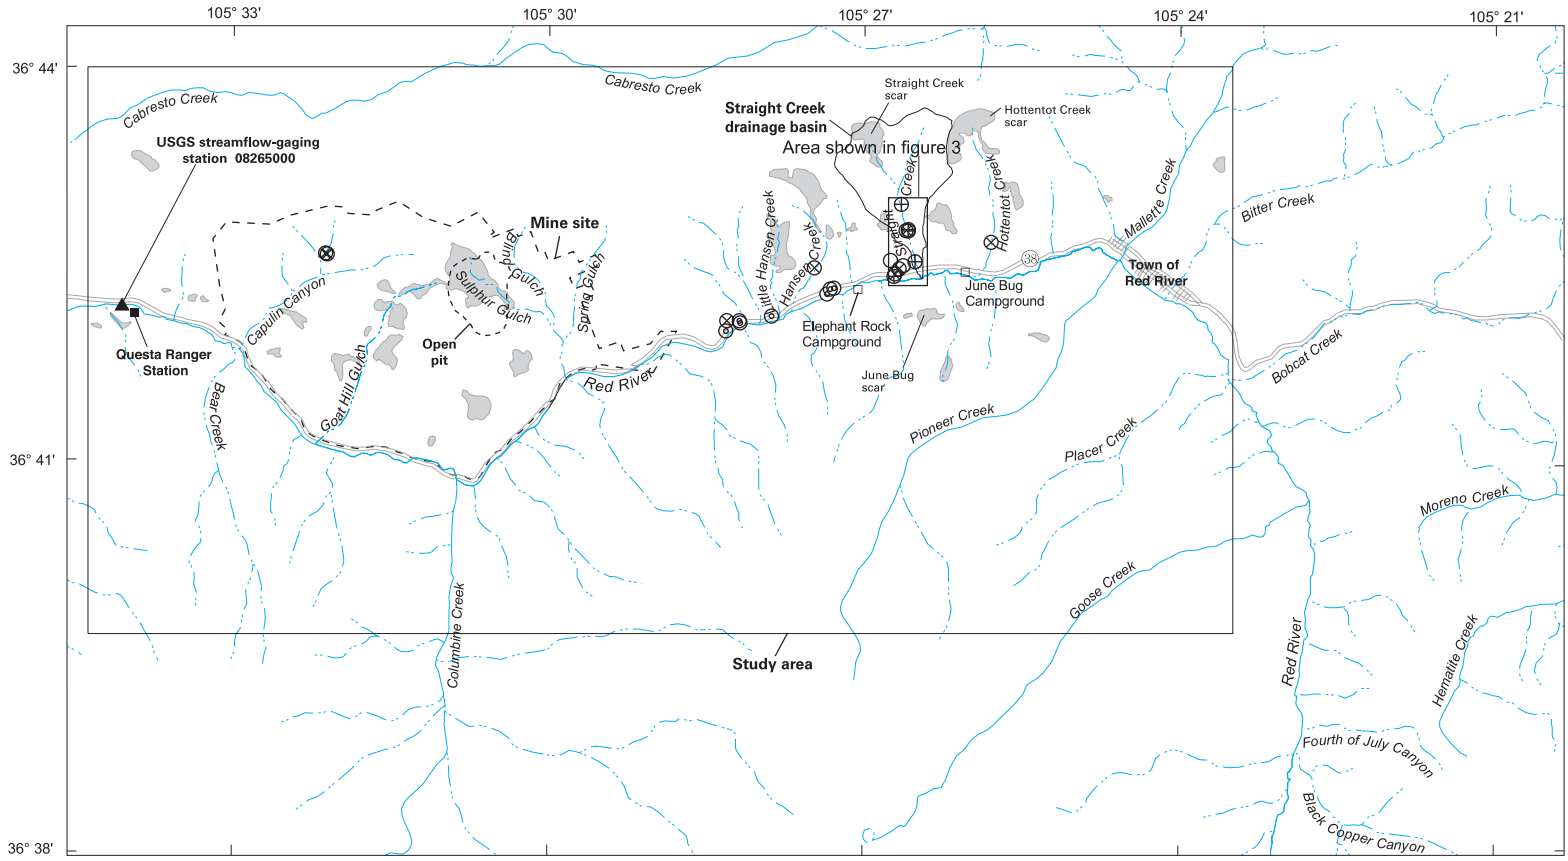 105° 33'
105° 30'
105° 27'
105° 24'
105° 21'
36° 44'
Cabresto Creek
Cabresto Creek
Straight Creek
scar
Hottentot Creek
scar
Straight Creek
drainage basin
Area shown in figure 3
USGS streamflow-gaging
station 08265000
Mine site
Little Hansen Creek
Hansen Creek
Straight Creek
Hottentot Creek
Mallette Creek
Bitter Creek
38
Town of
Red River
Capulin Canyon
Sulphur Gulch
Blind Gulch
Spring Gulch
June Bug
Campground
Elephant Rock
Campground
Open
pit
Questa Ranger
Station
Bear Creek
Goat Hill Gulch
Red River
June Bug
scar
Bobcat Creek
Pioneer Creek
Placer Creek
36° 41'
Moreno Creek
Columbine Creek
Goose Creek
Study area
Red River
Hematite Creek
Fourth of July Canyon
Black Copper Canyon
36° 38'